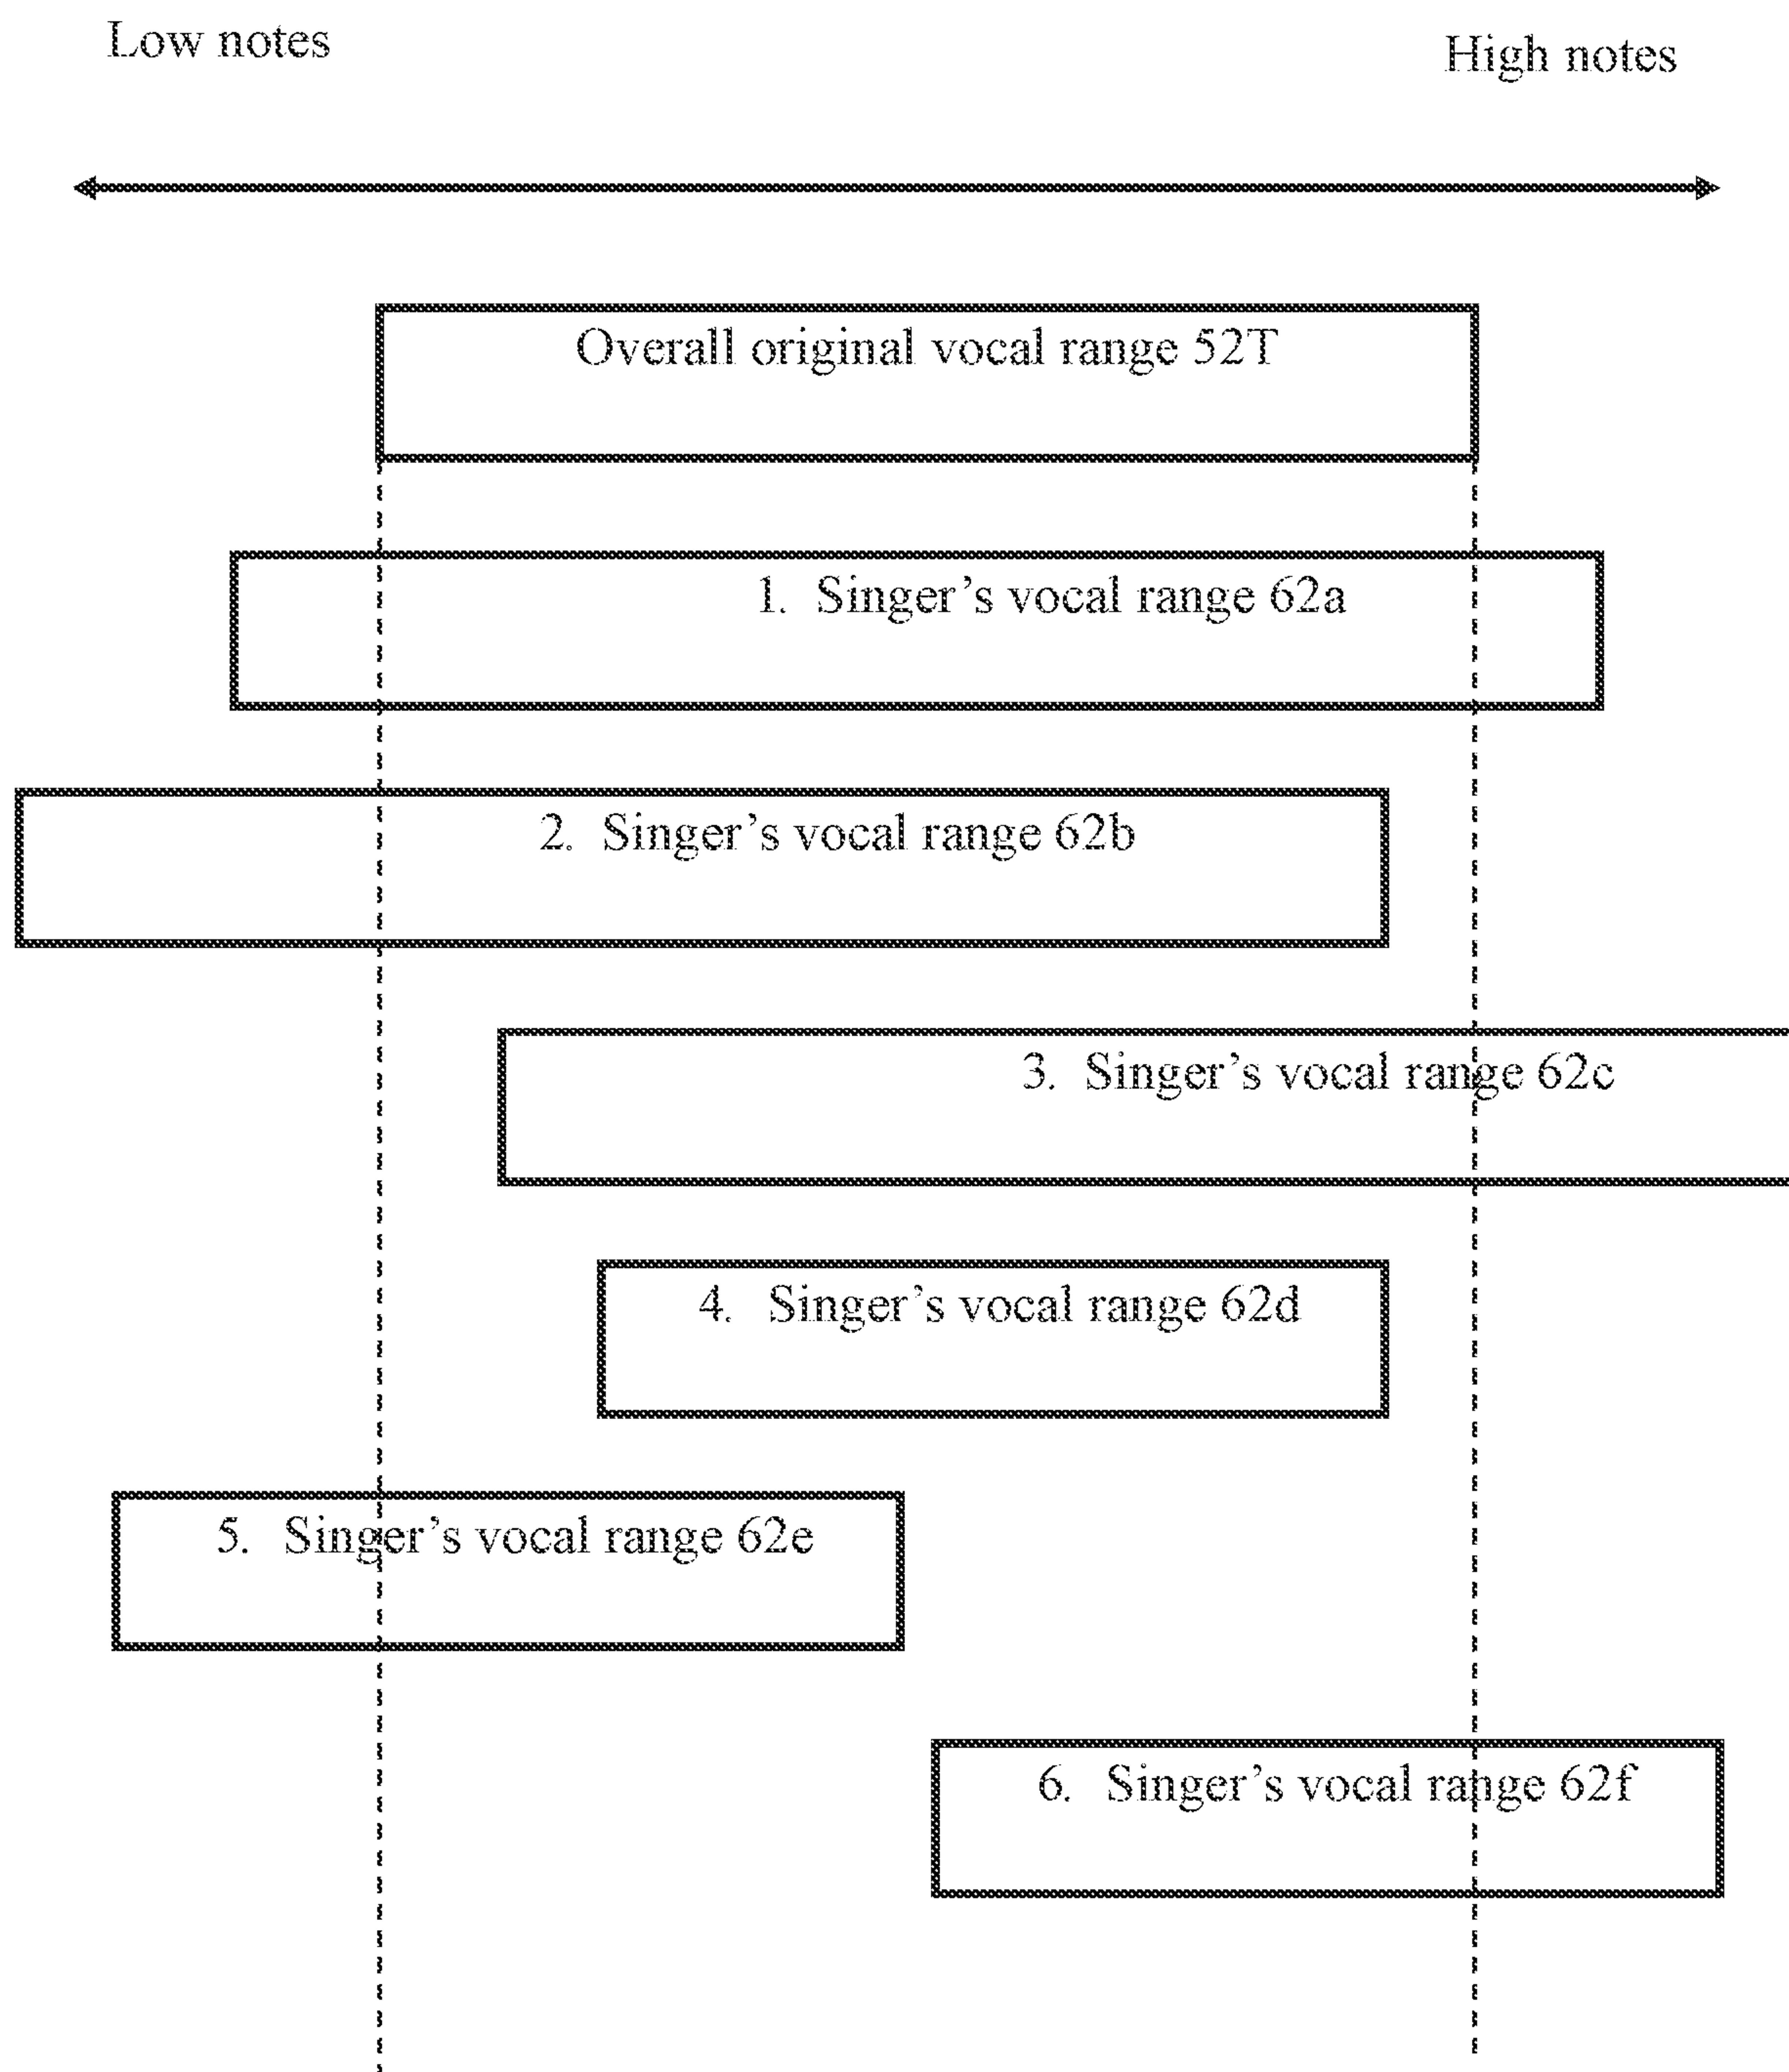 Low notes
High notes
Overall original vocal range 52T
1. Singer’s vocal range 62a
2. Singer’s vocal range 62b
3. Singer’s vocal range 62c
4. Singer’s vocal range 62d
5. Singer’s vocal range 62e
6. Singer’s vocal range 62f